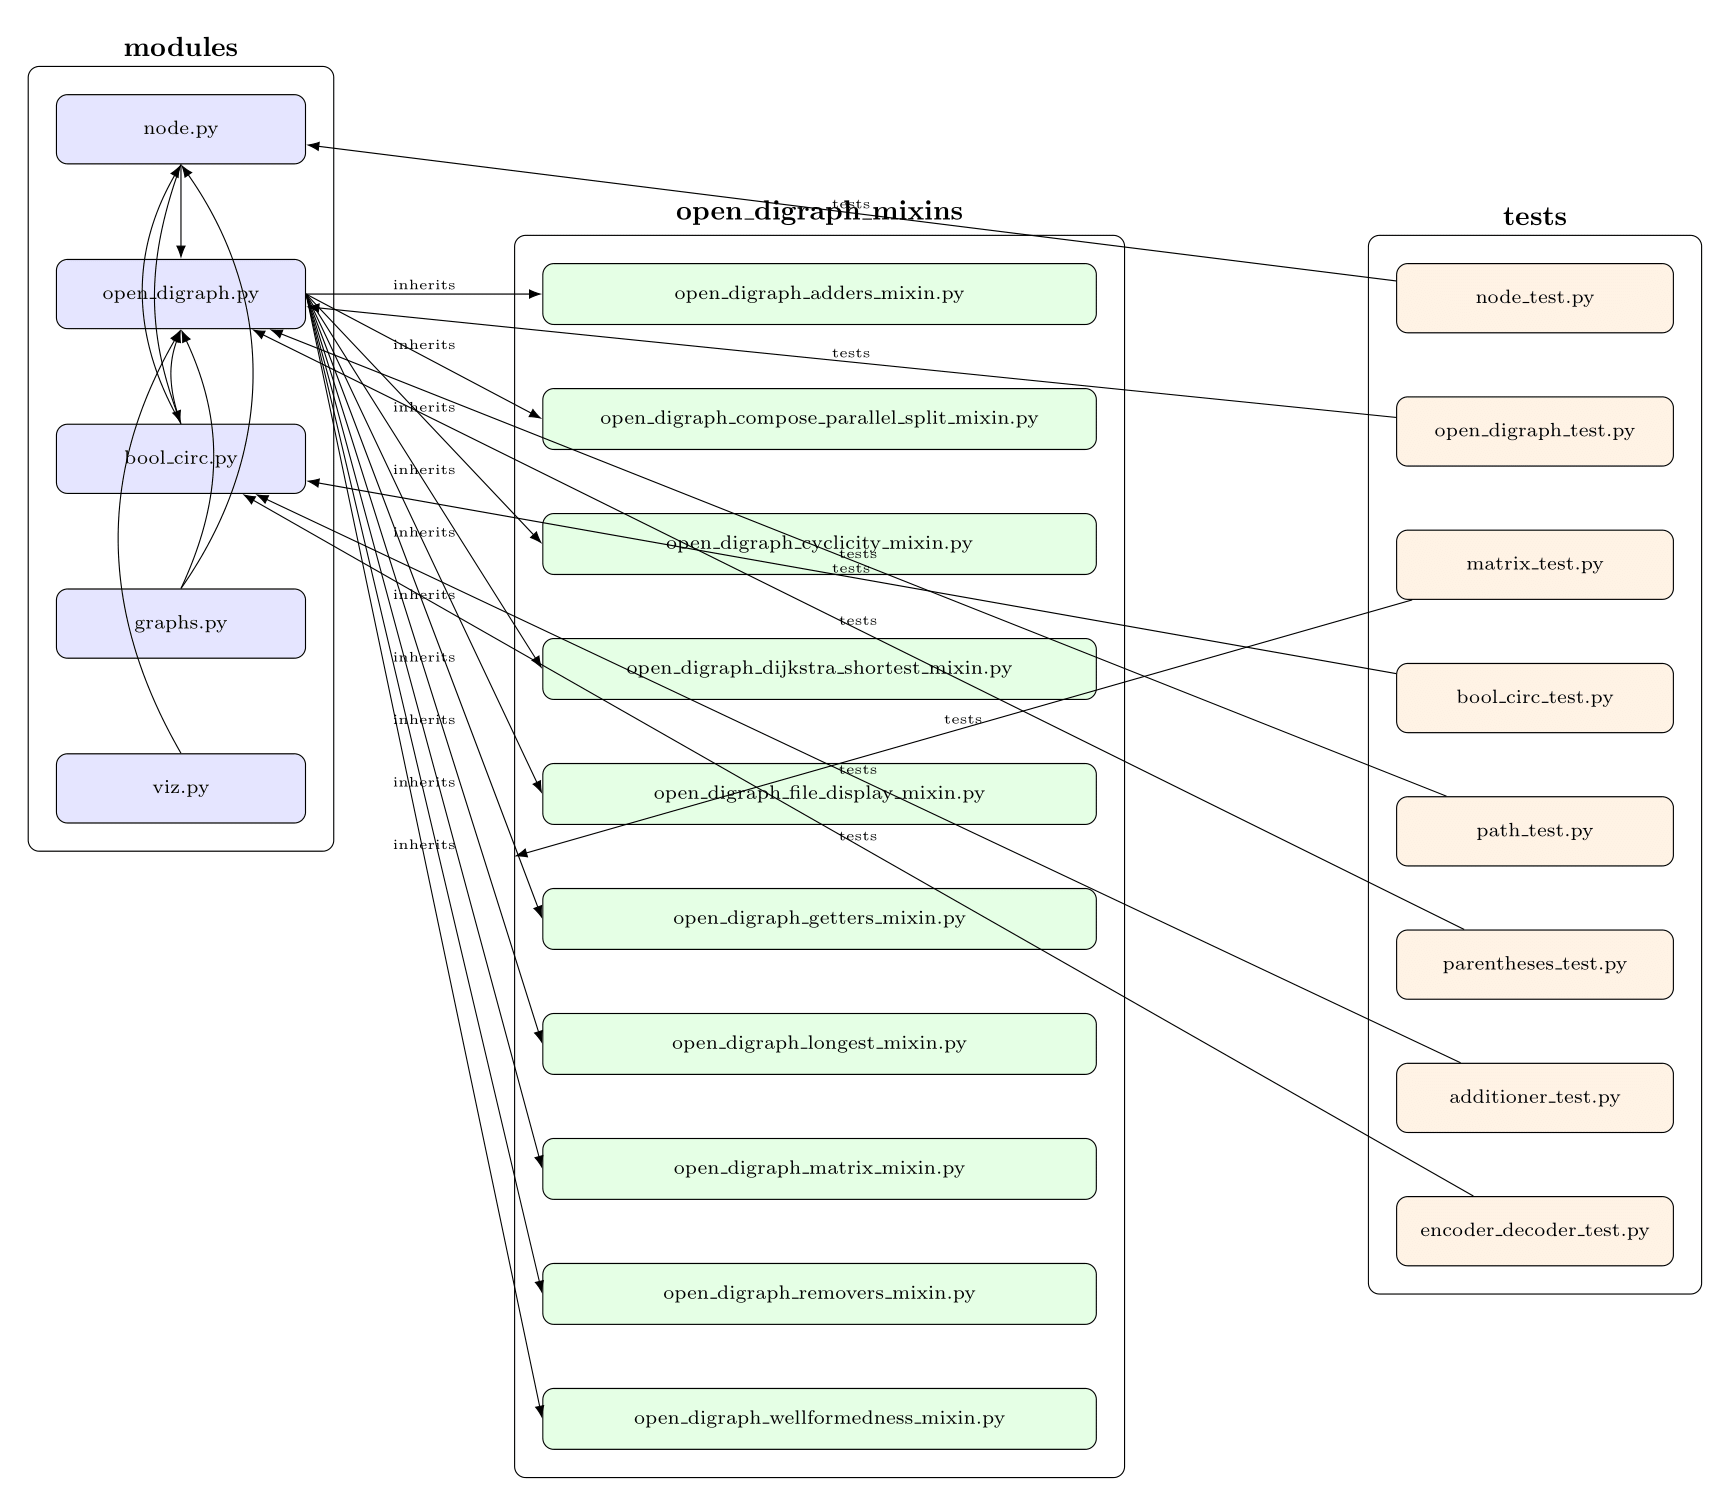 modules
node.py
open_digraph.py
bool_circ.py
graphs.py
viz.py
inherits
inherits
inherits
inherits
inherits
inherits
inherits
inherits
inherits
inherits
open_digraph_mixins
open_digraph_adders_mixin.py
open_digraph_compose_parallel_split_mixin.py
open_digraph_cyclicity_mixin.py
open_digraph_dijkstra_shortest_mixin.py
open_digraph_file_display_mixin.py
open_digraph_getters_mixin.py
open_digraph_longest_mixin.py
open_digraph_matrix_mixin.py
open_digraph_removers_mixin.py
open_digraph_wellformedness_mixin.py
tests
tests
tests
tests
tests
tests
tests
tests
tests
node_test.py
open_digraph_test.py
matrix_test.py
bool_circ_test.py
path_test.py
parentheses_test.py
additioner_test.py
encoder_decoder_test.py